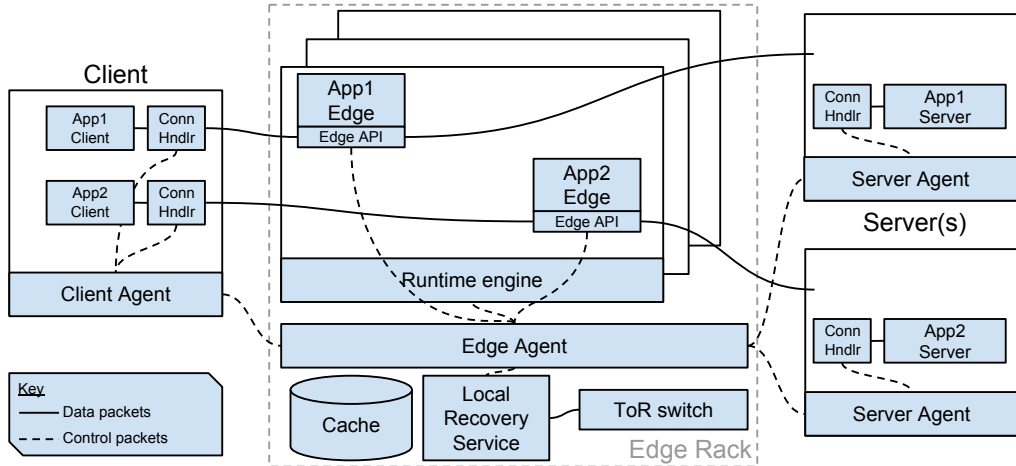 Client
App1
Client
Conn
Hndlr
App2
Client
Conn
Hndlr
Client Agent
Key
Data packets
Control packets
App1
Edge
Edge API
App2
Edge
Edge API
Runtime engine
Edge Agent
Cache
Local
Recovery
Service
ToR switch
Edge Rack
Conn
Hndlr
App1
Server
Server Agent
Server(s)
Conn
Hndlr
App2
Server
Server Agent